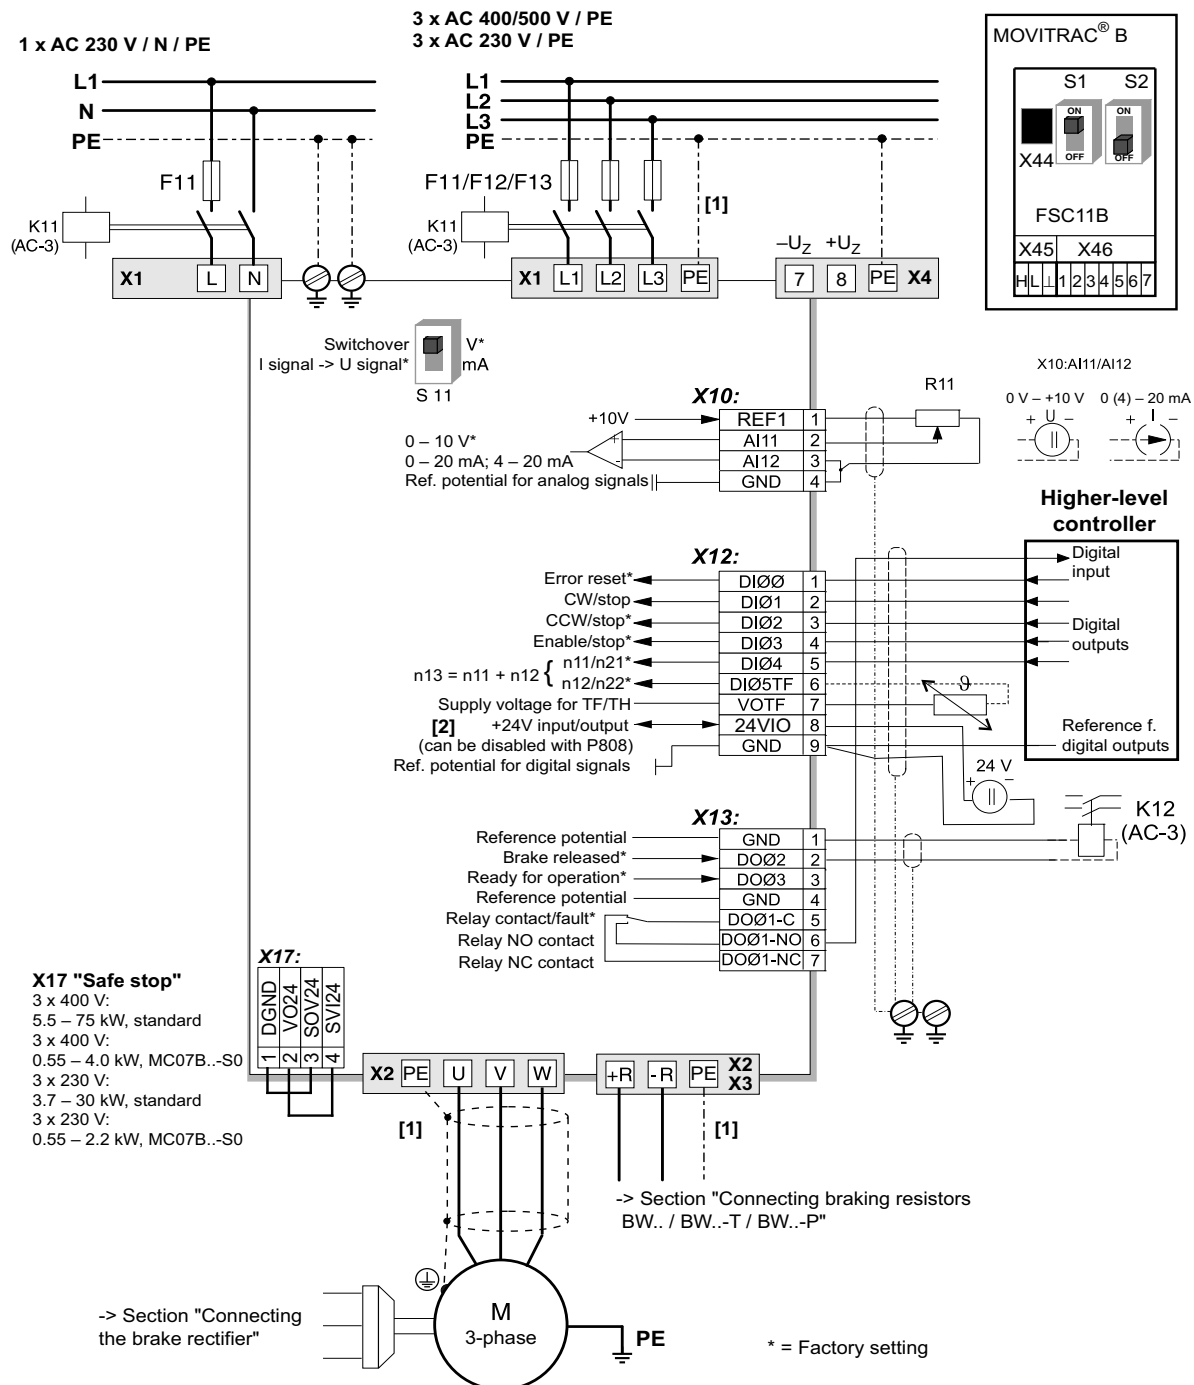 3 x AC 400/500 V / PE
1 x AC 230 V / N / PE
3 x AC 230 V / PE
L1
N
PE
F11
K11
(AC-3)
X1 L N
L1
L2
L3
PE
F11/F12/F13
[1]
K11
(AC-3)
X1 L1 L2 L3 PE
–UZ +UZ
7 8 PE X4
MOVITRAC® B
S1 S2
ON ON
OFF OFF
X44
FSC11B
X45 X46
H L ⊥ 1 2 3 4 5 6 7
Switchover
I signal -> U signal*
V*
mA
S 11
X10:AI11/AI12
0 V – +10 V 0 (4) – 20 mA
+ U –
+ I –
R11
X10:
+10V REF1 1
0 – 10 V* AI11 2
0 – 20 mA; 4 – 20 mA AI12 3
Ref. potential for analog signals GND 4
Higher-level
controller
Digital
input
Digital
outputs
Reference f.
digital outputs
X12:
Error reset* DIØØ 1
CW/stop DIØ1 2
CCW/stop* DIØ2 3
Enable/stop* DIØ3 4
n13 = n11 + n12 {
n11/n21* DIØ4 5
n12/n22* DIØ5TF 6
Supply voltage for TF/TH VOTF 7
[2] +24V input/output 24VIO 8
(can be disabled with P808) GND 9
Ref. potential for digital signals
ϑ
24 V
+ –
K12
(AC-3)
X13:
Reference potential GND 1
Brake released* DOØ2 2
Ready for operation* DOØ3 3
Reference potential GND 4
Relay contact/fault* DOØ1-C 5
Relay NO contact DOØ1-NO 6
Relay NC contact DOØ1-NC 7
X17:
DGND 1
VO24 2
SOV24 3
SVI24 4
X17 "Safe stop"
3 x 400 V:
5.5 – 75 kW, standard
3 x 400 V:
0.55 – 4.0 kW, MC07B..-S0
3 x 230 V:
3.7 – 30 kW, standard
3 x 230 V:
0.55 – 2.2 kW, MC07B..-S0
X2 PE U V W
+R -R PE X2
X3
[1]
[1]
-> Section "Connecting braking resistors
BW.. / BW..-T / BW..-P"
-> Section "Connecting
the brake rectifier"
M
3-phase
PE
* = Factory setting